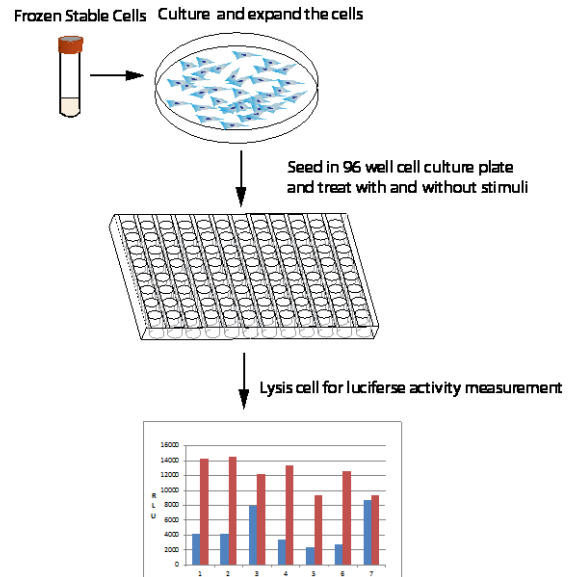 Frozen Stable Cells
Culture and expand the cells
Seed in 96 well cell culture plate
and treat with and without stimuli
Lysis cell for luciferse activity measurement
16000
14000
12000
10000
8000
6000
4000
2000
0
R
L
U
1 2 3 4 5 6 7